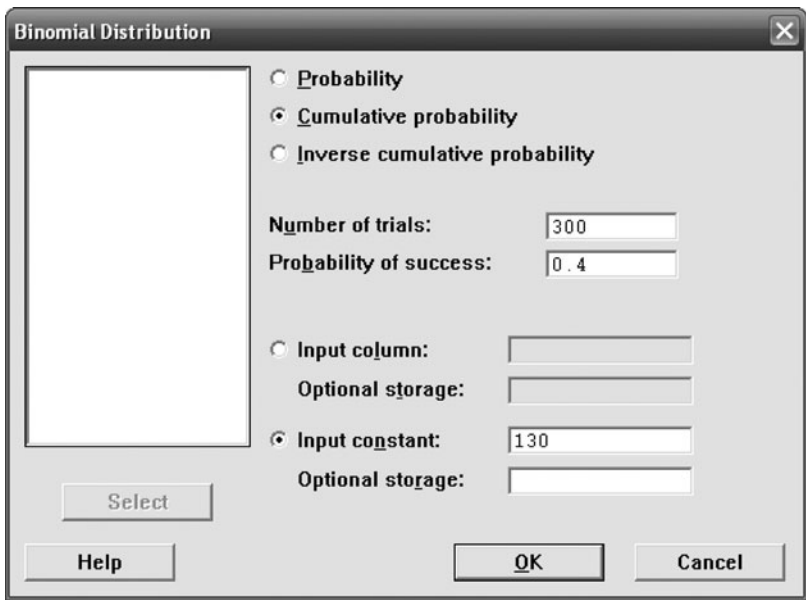 Binomial Distribution
Probability
Cumulative probability
Inverse cumulative probability
Number of trials: 300
Probability of success: 0.4
Input column:
Optional storage:
Input constant: 130
Optional storage:
Select
Help OK Cancel